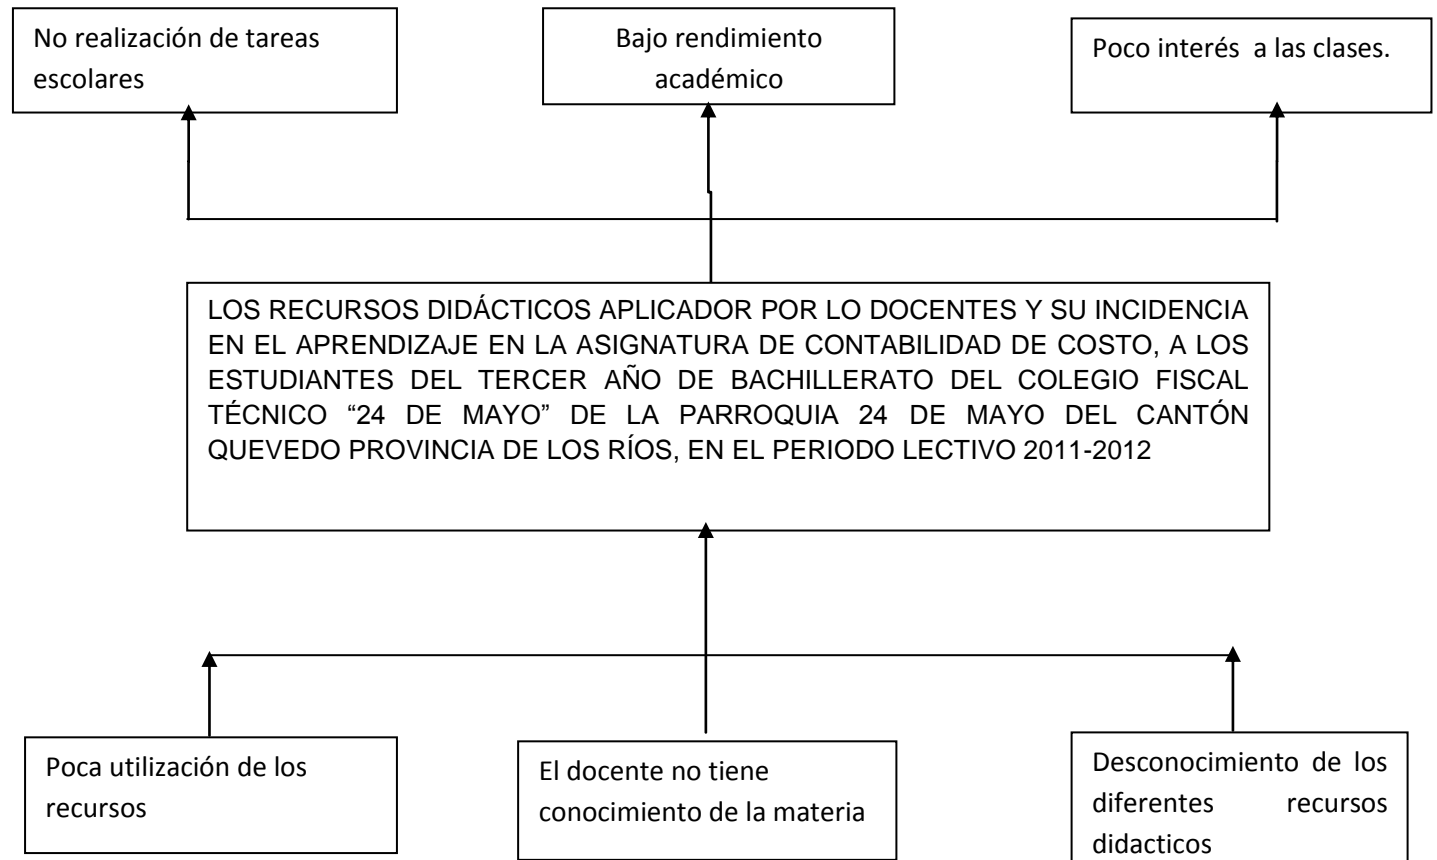 No realización de tareas
escolares
Bajo rendimiento
académico
Poco interés a las clases.
LOS RECURSOS DIDÁCTICOS APLICADOR POR LO DOCENTES Y SU INCIDENCIA
EN EL APRENDIZAJE EN LA ASIGNATURA DE CONTABILIDAD DE COSTO, A LOS
ESTUDIANTES DEL TERCER AÑO DE BACHILLERATO DEL COLEGIO FISCAL
TÉCNICO “24 DE MAYO” DE LA PARROQUIA 24 DE MAYO DEL CANTÓN
QUEVEDO PROVINCIA DE LOS RÍOS, EN EL PERIODO LECTIVO 2011-2012
Poca utilización de los
recursos
El docente no tiene
conocimiento de la materia
Desconocimiento de los
diferentes recursos
didacticos